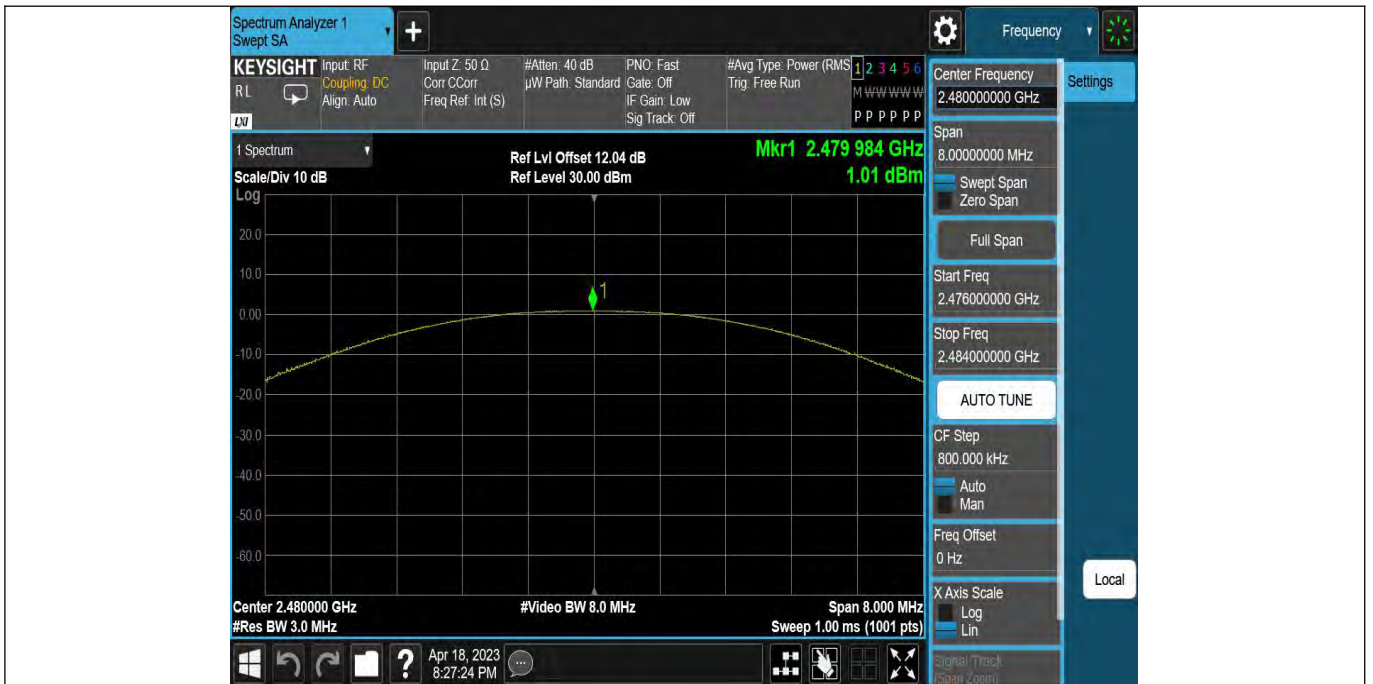 Spectrum Analyzer 1
Swept SA
Frequency
KEYSIGHT
RL
LXI
Input: RF
Coupling: DC
Align: Auto
Input Z: 50 Ω
Corr CCorr
Freq Ref: Int (S)
#Atten: 40 dB
µW Path: Standard
PNO: Fast
Gate: Off
IF Gain: Low
Sig Track: Off
#Avg Type: Power (RMS
Trig: Free Run
1 2 3 4 5 6
M W W W W W
P P P P P P
1 Spectrum
Scale/Div 10 dB
Log
Ref Lvl Offset 12.04 dB
Ref Level 30.00 dBm
Mkr1 2.479 984 GHz
1.01 dBm
20.0
10.0
0.00
-10.0
-20.0
-30.0
-40.0
-50.0
-60.0
1
Center 2.480000 GHz
#Res BW 3.0 MHz
#Video BW 8.0 MHz
Span 8.000 MHz
Sweep 1.00 ms (1001 pts)
Apr 18, 2023
8:27:24 PM
Center Frequency
2.480000000 GHz
Settings
Span
8.00000000 MHz
Swept Span
Zero Span
Full Span
Start Freq
2.476000000 GHz
Stop Freq
2.484000000 GHz
AUTO TUNE
CF Step
800.000 kHz
Auto
Man
Freq Offset
0 Hz
X Axis Scale
Log
Lin
Local
Signal Track
(Span Zoom)